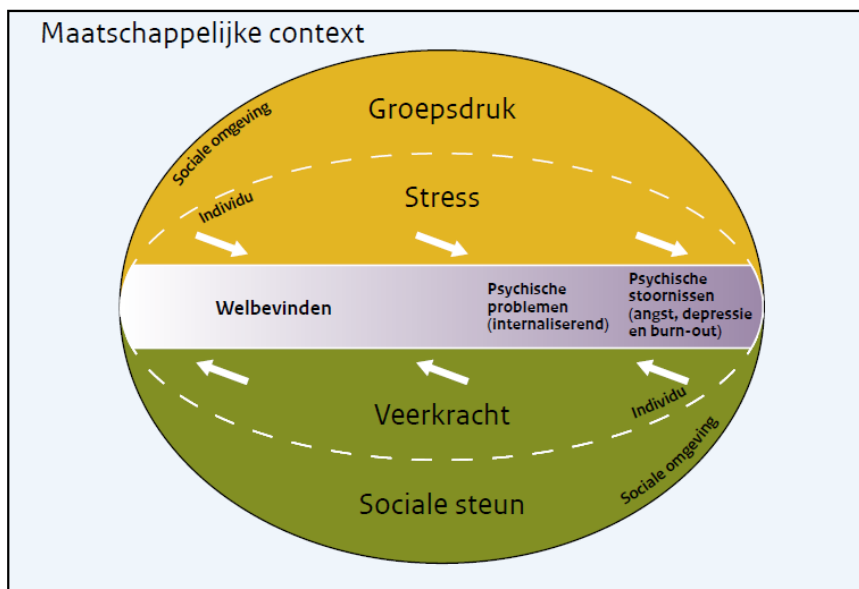 Maatschappelijke context
Groepsdruk
Sociale omgeving
Individu
Stress
Welbevinden
Psychische
problemen
(internaliserend)
Psychische
stoornissen
(angst, depressie
en burn-out)
Veerkracht
Individu
Sociale omgeving
Sociale steun